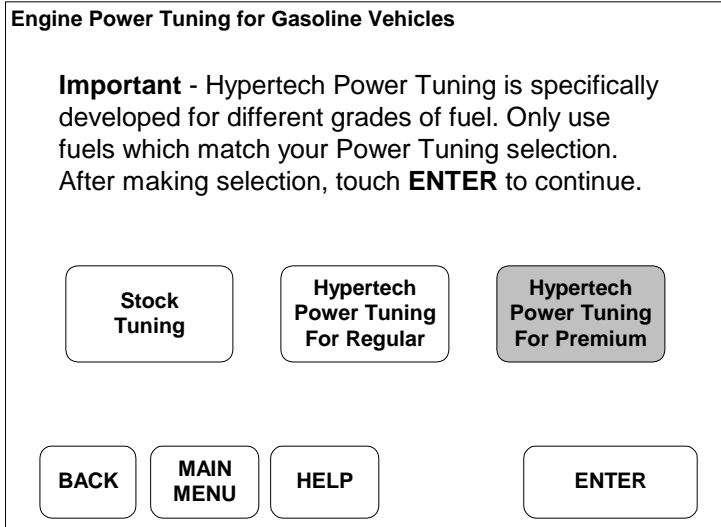 Engine Power Tuning for Gasoline Vehicles
Important - Hypertech Power Tuning is specifically
developed for different grades of fuel. Only use
fuels which match your Power Tuning selection.
After making selection, touch ENTER to continue.
Stock
Tuning
Hypertech
Power Tuning
For Regular
Hypertech
Power Tuning
For Premium
BACK
MAIN
MENU
HELP
ENTER